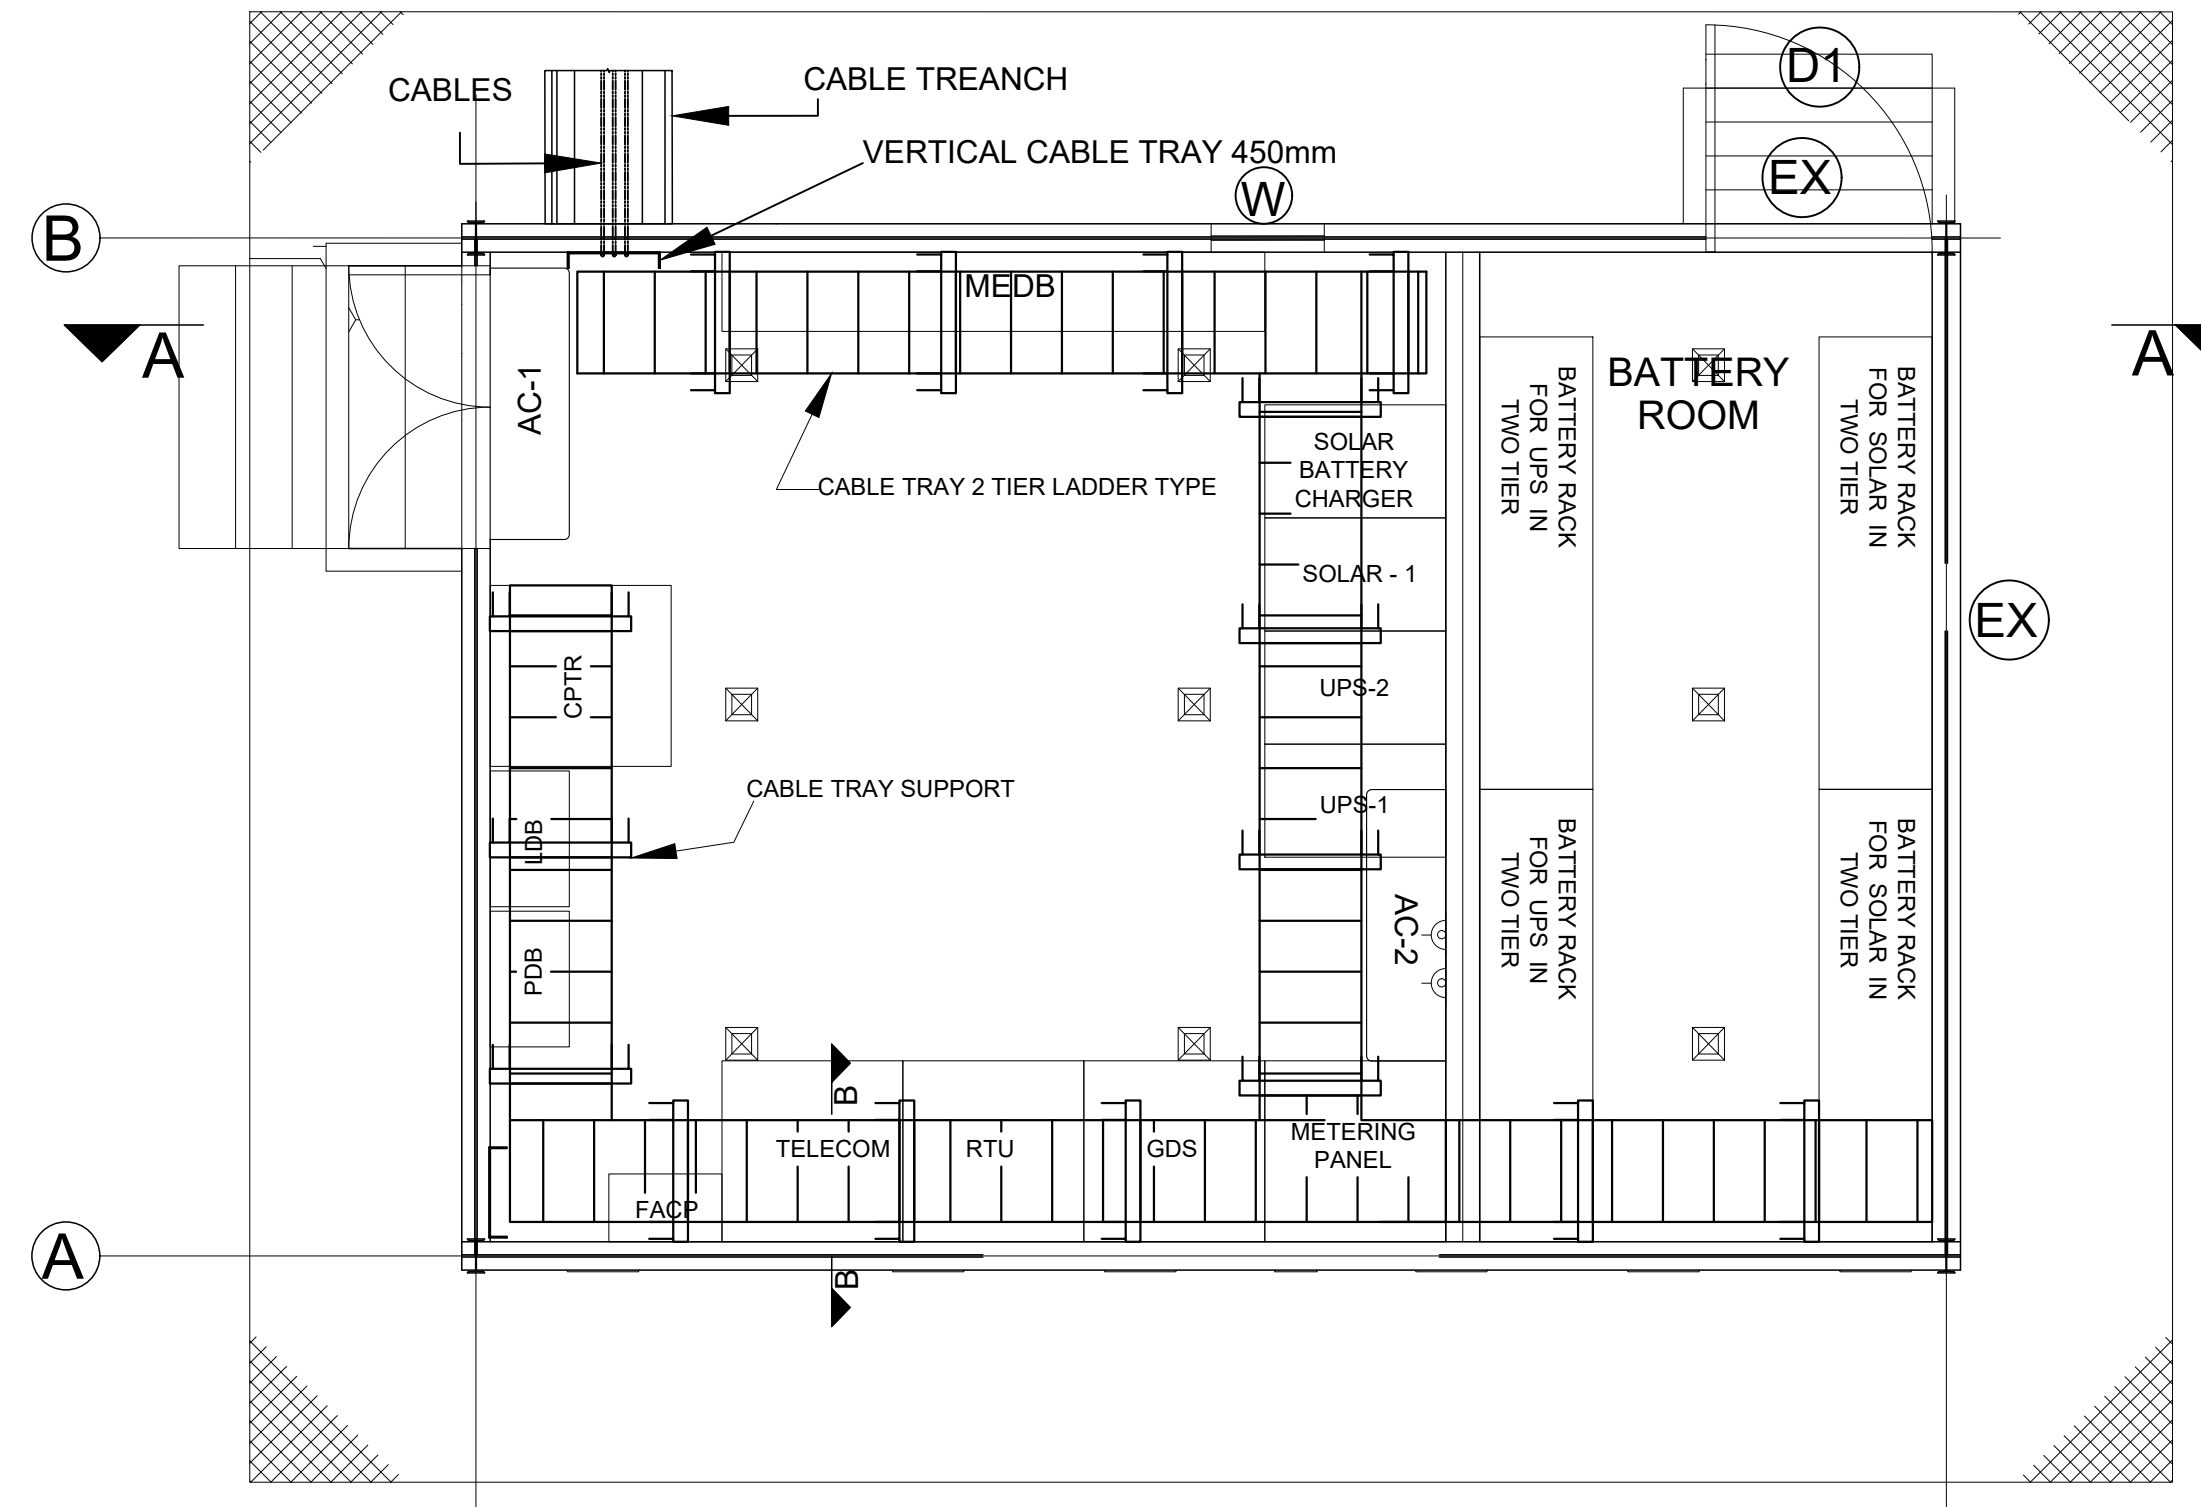 D1
CABLES
CABLE TREANCH
VERTICAL CABLE TRAY 450mm
EX
W
B
MEDB
A
A
AC-1
BATTERY
ROOM
BATTERY RACK
FOR UPS IN
TWO TIER
BATTERY RACK
FOR SOLAR IN
TWO TIER
SOLAR
BATTERY
CHARGER
CABLE TRAY 2 TIER LADDER TYPE
SOLAR - 1
EX
CPTR
UPS-2
CABLE TRAY SUPPORT
UPS-1
LDB
BATTERY RACK
FOR UPS IN
TWO TIER
BATTERY RACK
FOR SOLAR IN
TWO TIER
AC-2
PDB
B
TELECOM
RTU
GDS
METERING
PANEL
FACP
A
B